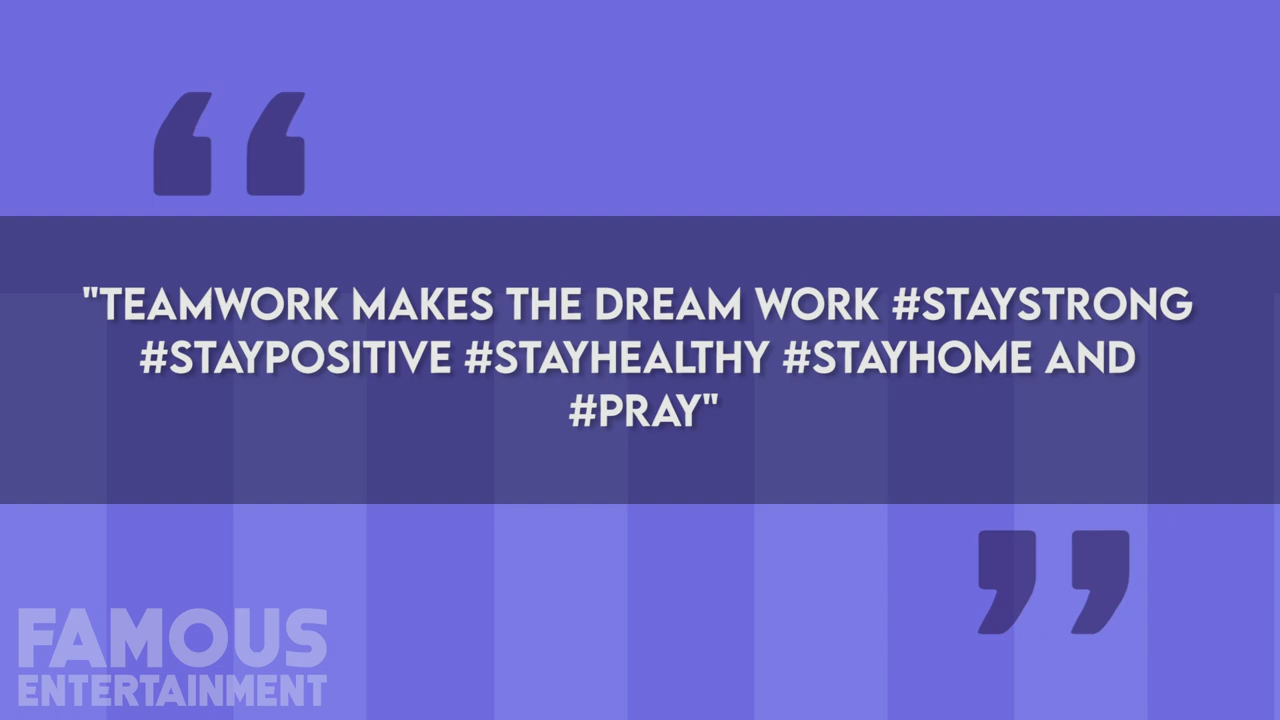 "TEAMWORK MAKES THE DREAM WORK #STAYSTRONG
#STAYPOSITIVE #STAYHEALTHY #STAYHOME AND
#PRAY"
FAMOUS
ENTERTAINMENT